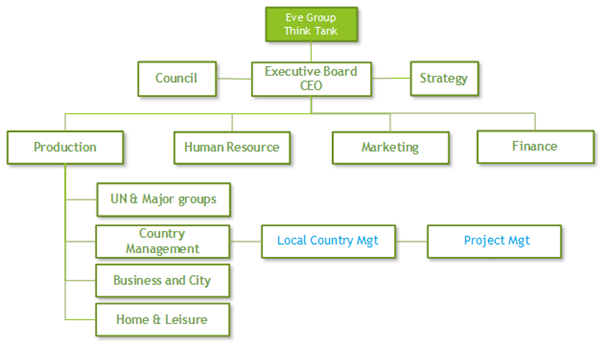 Eve Group
Think Tank
Council
Executive Board
CEO
Strategy
Production
Human Resource
Marketing
Finance
UN & Major groups
Country
Management
Local Country Mgt
Project Mgt
Business and City
Home & Leisure